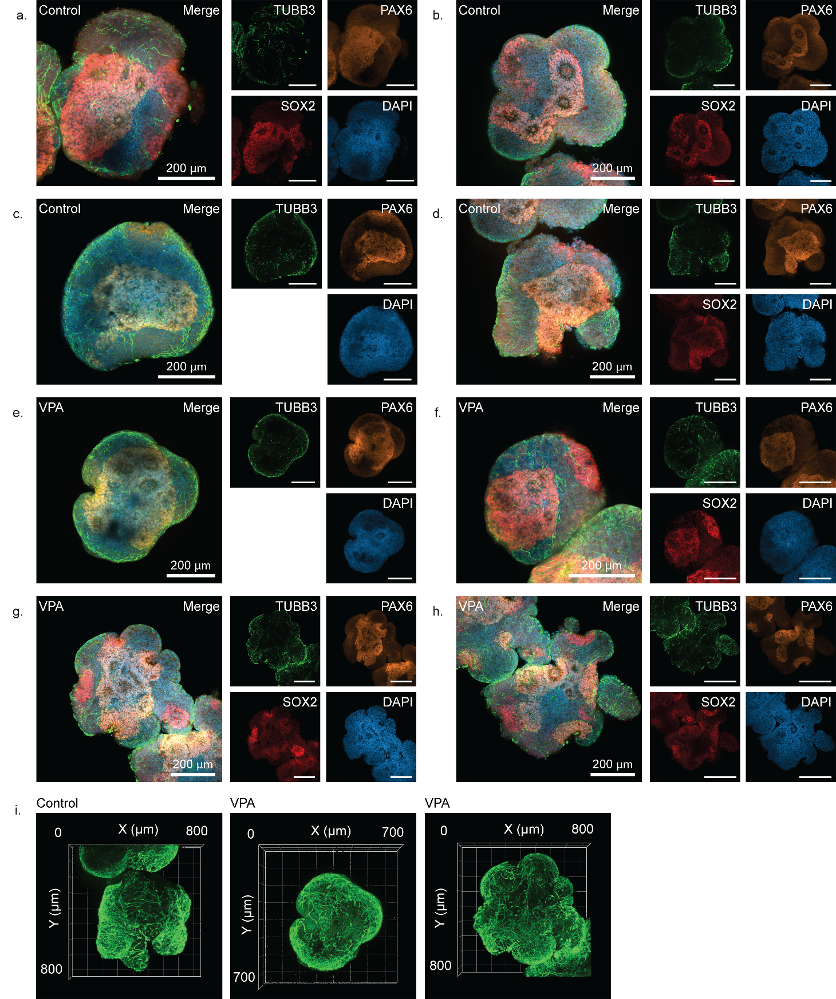 a.
Control Merge TUBB3 PAX6
SOX2 DAPI
200 µm
b.
Control Merge TUBB3 PAX6
SOX2 DAPI
200 µm
c.
Control Merge TUBB3 PAX6
DAPI
200 µm
d.
Control Merge TUBB3 PAX6
SOX2 DAPI
200 µm
e.
VPA Merge TUBB3 PAX6
DAPI
200 µm
f.
VPA Merge TUBB3 PAX6
SOX2 DAPI
200 µm
g.
VPA Merge TUBB3 PAX6
SOX2 DAPI
200 µm
h.
VPA Merge TUBB3 PAX6
SOX2 DAPI
200 µm
i.
Control
0 X (µm) 800
Y (µm)
800
VPA
0 X (µm) 700
Y (µm)
700
VPA
0 X (µm) 800
Y (µm)
800